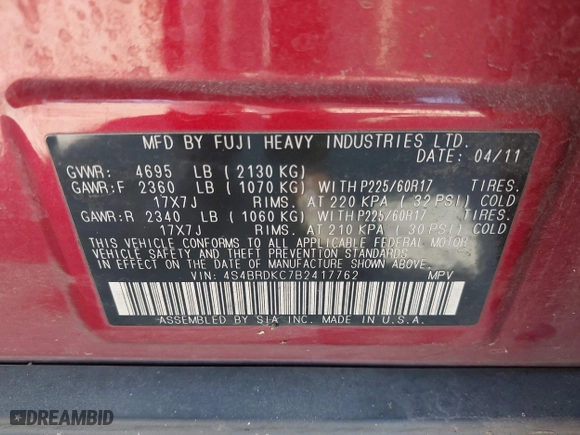 MFD BY FUJI HEAVY INDUSTRIES LTD.
DATE: 04/11
GVWR: 4695 LB (2130 KG)
GAWR:F 2360 LB (1070 KG) WITH P225/60R17 TIRES.
17X7J RIMS. AT 220 KPA (32 PSI) COLD
GAWR:R 2340 LB (1060 KG) WITH P225/60R17 TIRES.
17X7J RIMS. AT 210 KPA (30 PSI) COLD
THIS VEHICLE CONFORMS TO ALL APPLICABLE FEDERAL MOTOR
VEHICLE SAFETY AND THEFT PREVENTION STANDARDS
IN EFFECT ON THE DATE OF MANUFACTURE SHOWN ABOVE.
VIN: 4S4BRDKC7B2417762 MPV
ASSEMBLED BY SIA INC. MADE IN U.S.A.
DREAMBID